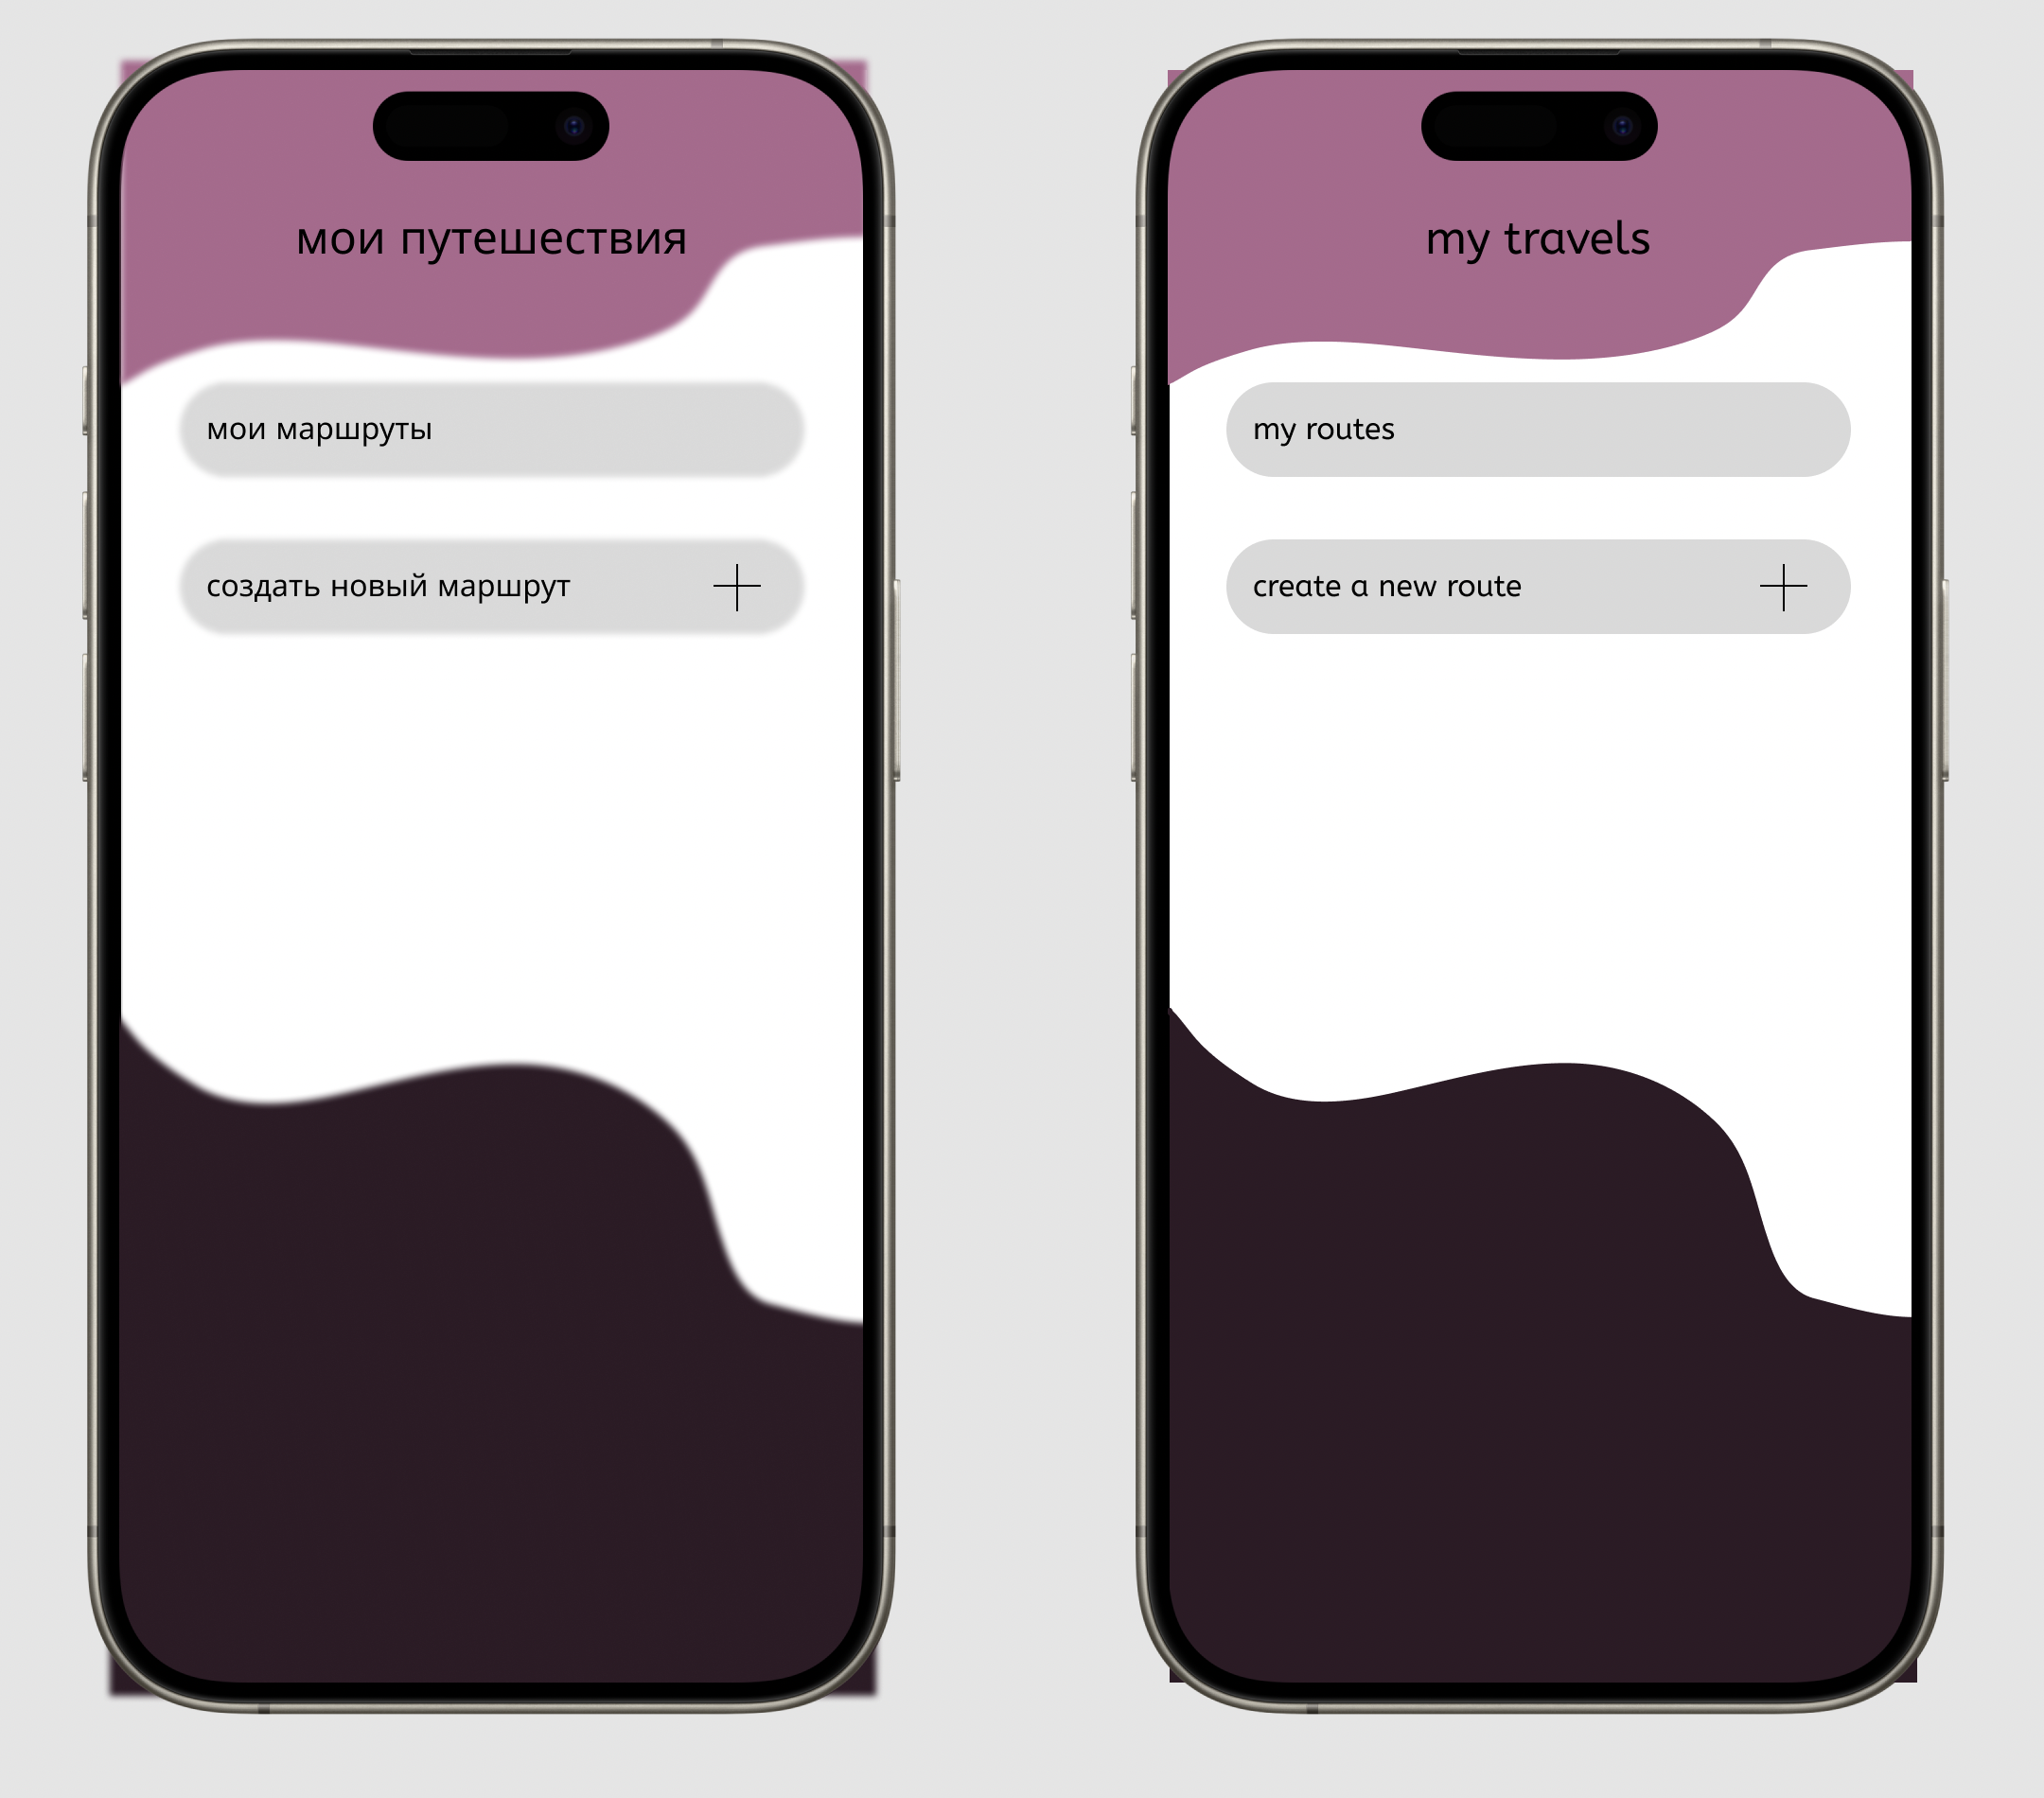 мои путешествия
мои маршруты
создать новый маршрут
my travels
my routes
create a new route